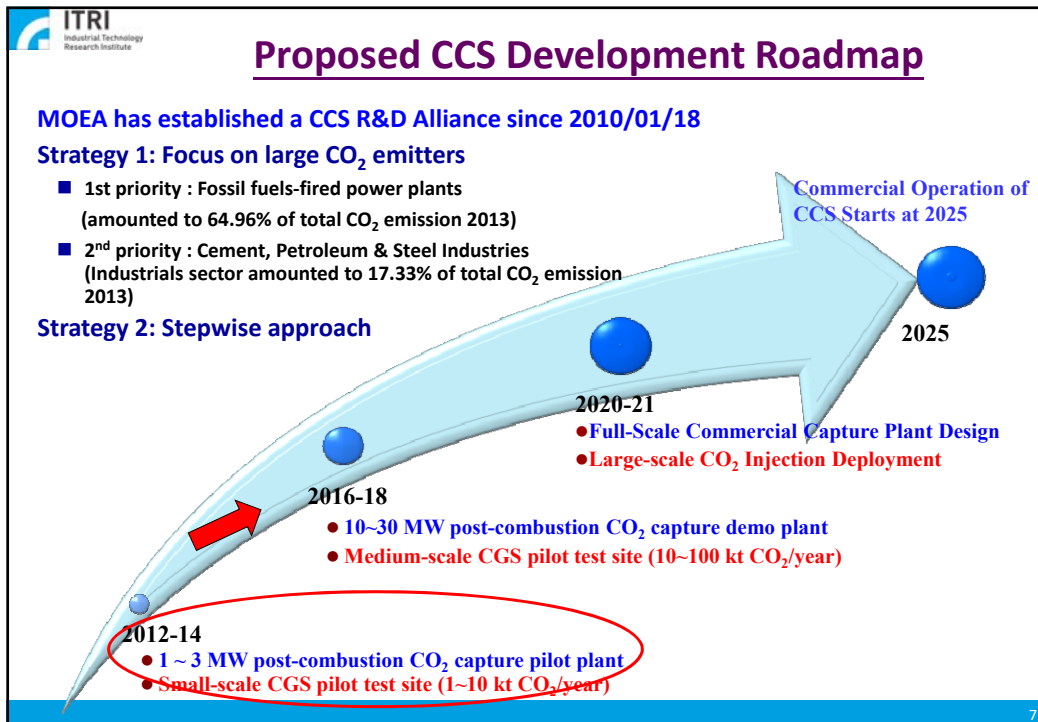 ITRI
Industrial Technology
Research Institute
Proposed CCS Development Roadmap
MOEA has established a CCS R&D Alliance since 2010/01/18
Strategy 1: Focus on large CO2 emitters
■ 1st priority : Fossil fuels-fired power plants
(amounted to 64.96% of total CO2 emission 2013)
■ 2nd priority : Cement, Petroleum & Steel Industries
(Industrials sector amounted to 17.33% of total CO2 emission
2013)
Strategy 2: Stepwise approach
Commercial Operation of
CCS Starts at 2025
2025
2020-21
●Full-Scale Commercial Capture Plant Design
●Large-scale CO2 Injection Deployment
2016-18
● 10~30 MW post-combustion CO2 capture demo plant
● Medium-scale CGS pilot test site (10~100 kt CO2/year)
2012-14
● 1 ~ 3 MW post-combustion CO2 capture pilot plant
● Small-scale CGS pilot test site (1~10 kt CO2/year)
7